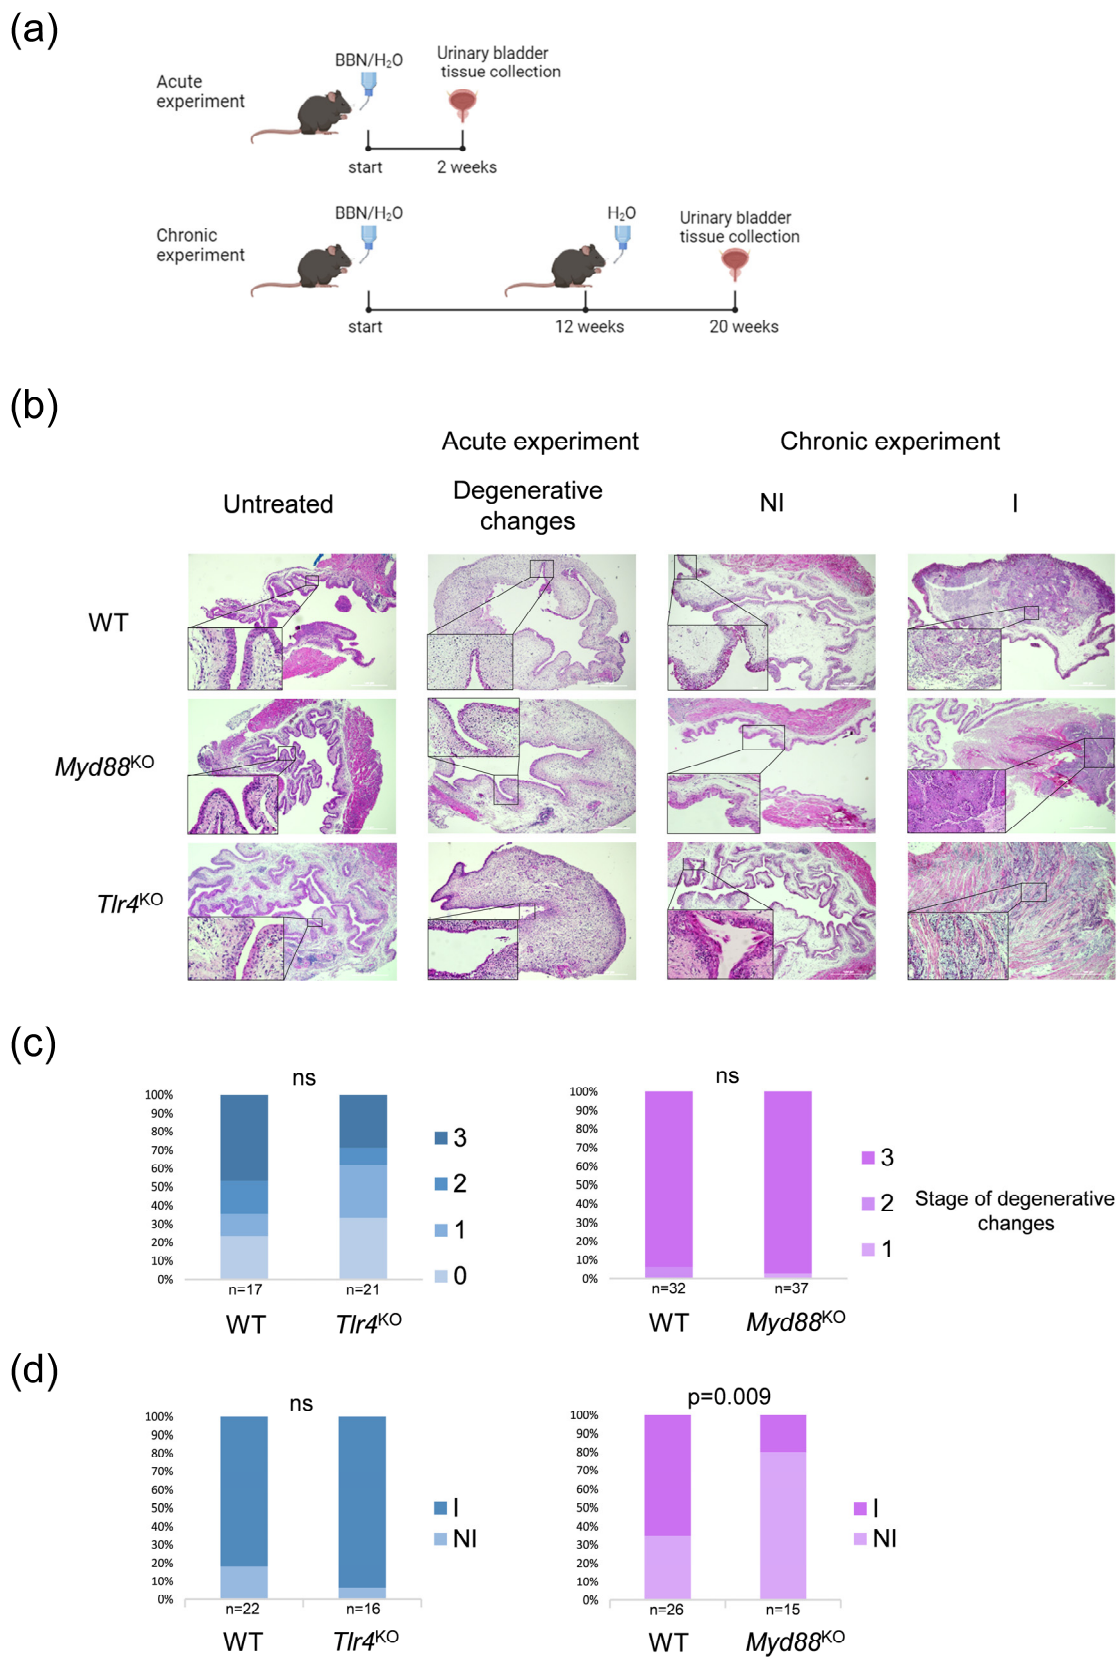 (a)
BBN/H₂O
Urinary bladder
tissue collection
Acute
experiment
start
2 weeks
BBN/H₂O
H₂O
Urinary bladder
tissue collection
Chronic
experiment
start
12 weeks
20 weeks
(b)
Acute experiment
Chronic experiment
Untreated
Degenerative
changes
NI
I
WT
Myd88ᴷᴼ
Tlr4ᴷᴼ
(c)
ns
100%
90%
80%
70%
60%
50%
40%
30%
20%
10%
0%
n=17
n=21
WT
Tlr4ᴷᴼ
3
2
1
0
ns
100%
90%
80%
70%
60%
50%
40%
30%
20%
10%
0%
n=32
n=37
WT
Myd88ᴷᴼ
3
2
1
Stage of degenerative
changes
(d)
ns
100%
90%
80%
70%
60%
50%
40%
30%
20%
10%
0%
n=22
n=16
WT
Tlr4ᴷᴼ
I
NI
p=0.009
100%
90%
80%
70%
60%
50%
40%
30%
20%
10%
0%
n=26
n=15
WT
Myd88ᴷᴼ
I
NI